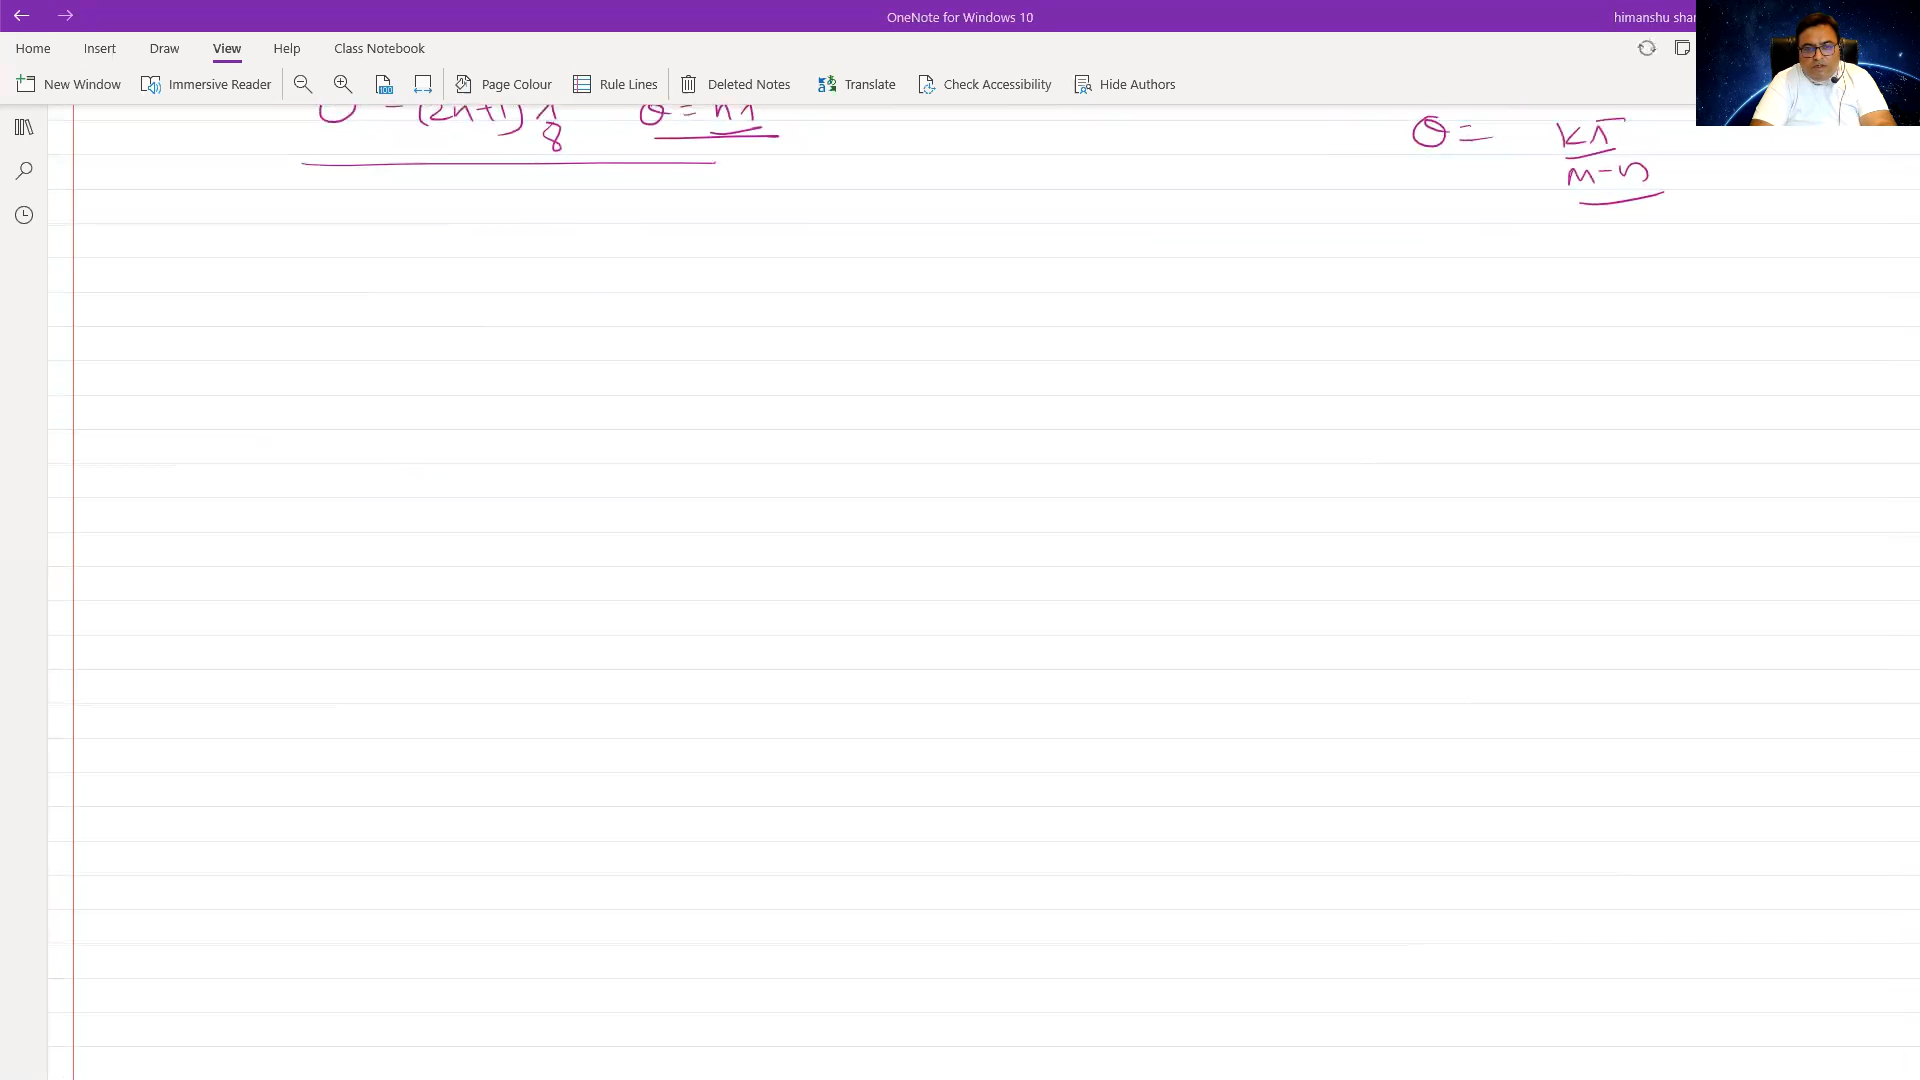 OneNote for Windows 10
himanshu shar
Home Insert Draw View Help Class Notebook
New Window Immersive Reader 100 Page Colour Rule Lines Deleted Notes Translate Check Accessibility Hide Authors
θ = (2n+1) π/8 θ = nπ
θ = kπ
m-n